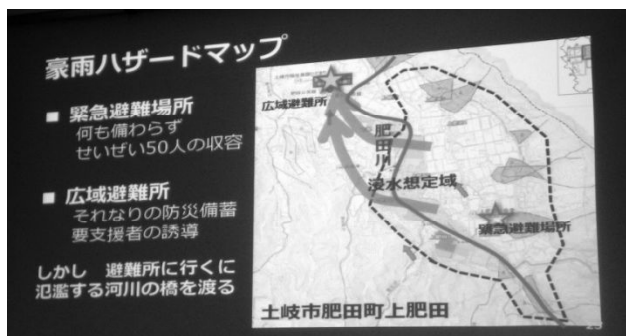 豪雨ハザードマップ
■ 緊急避難場所
何も備わらず
せいぜい50人の収容
■ 広域避難所
それなりの防災備蓄
要支援者の誘導
しかし 避難所に行くに
氾濫する河川の橋を渡る
広域避難所
肥田川
浸水想定域
緊急避難場所
土岐市肥田町上肥田